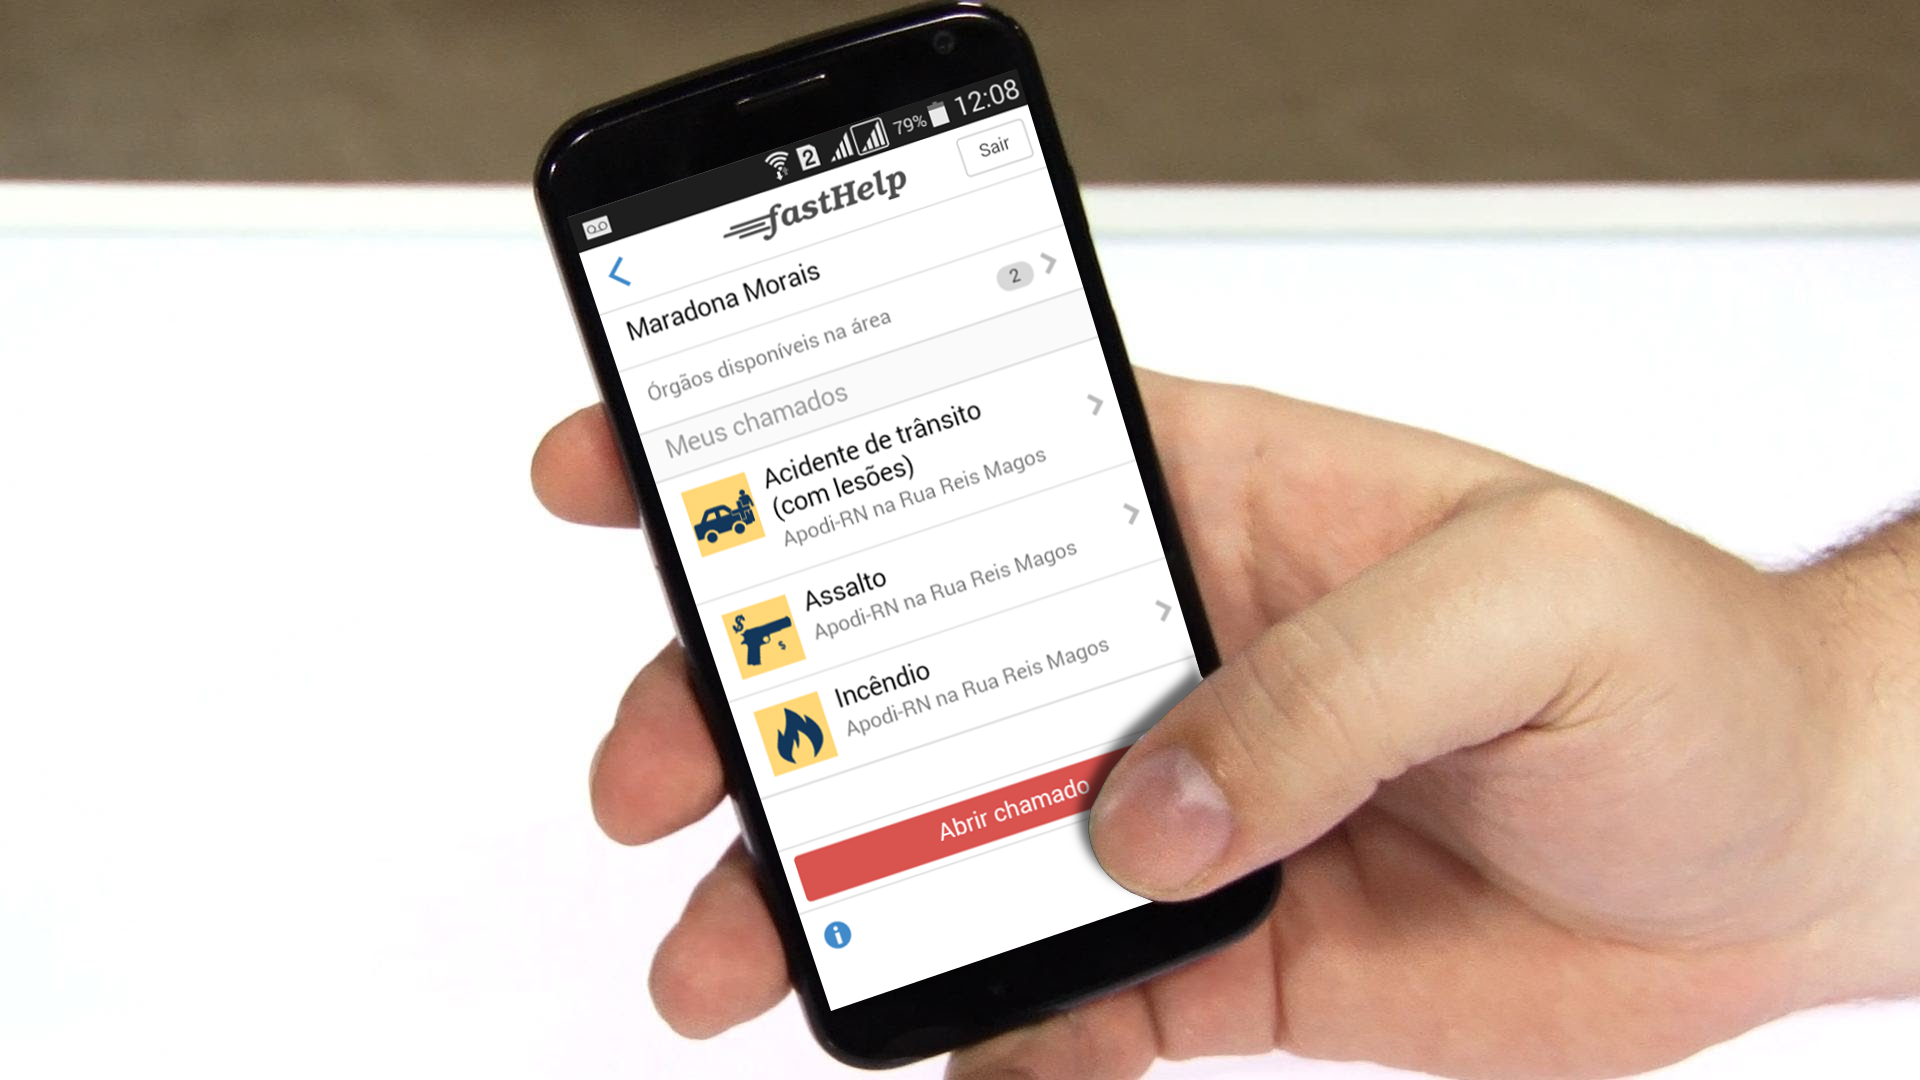 2 79% 12:08
fastHelp
Sair
Maradona Morais
Órgãos disponíveis na área 2
Meus chamados
Acidente de trânsito
(com lesões)
Apodi-RN na Rua Reis Magos
Assalto
Apodi-RN na Rua Reis Magos
Incêndio
Apodi-RN na Rua Reis Magos
Abrir chamado